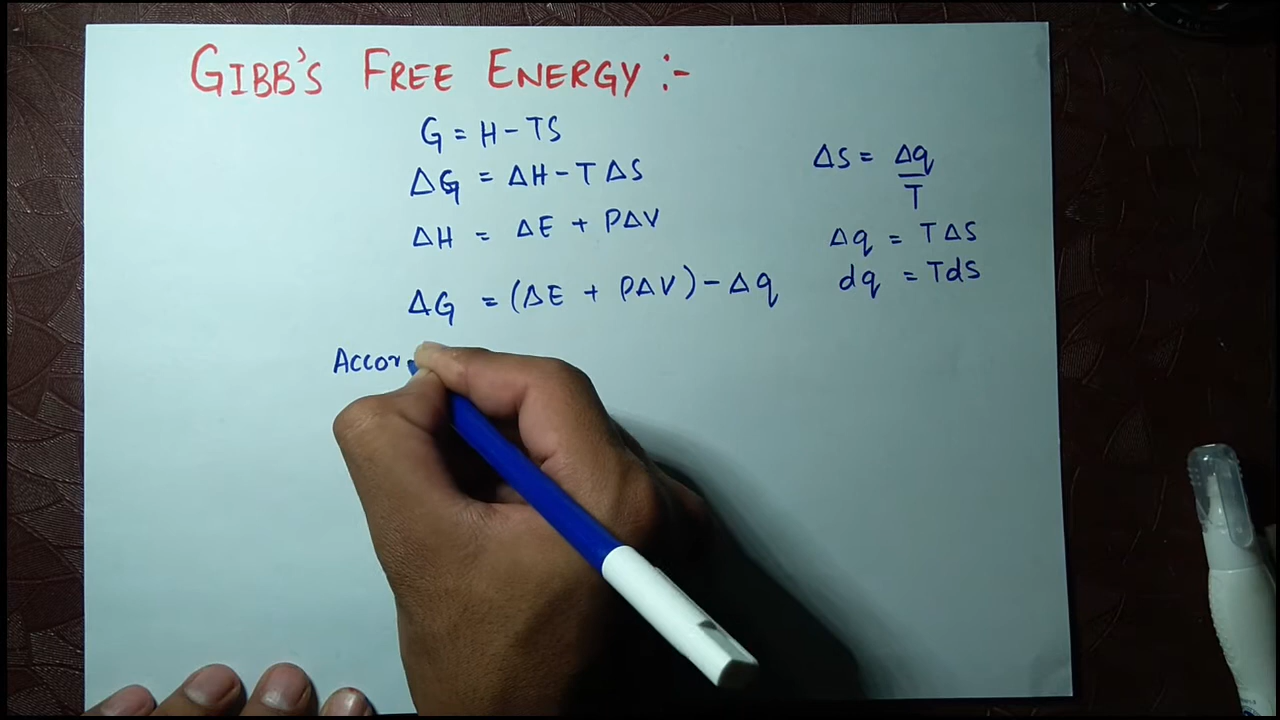 GIBB'S FREE ENERGY :-
G = H - TS
ΔG = ΔH - TΔS
ΔH = ΔE + PΔV
ΔG = (ΔE + PΔV) - Δq
Accor
ΔS = Δq / T
Δq = TΔS
dq = TdS